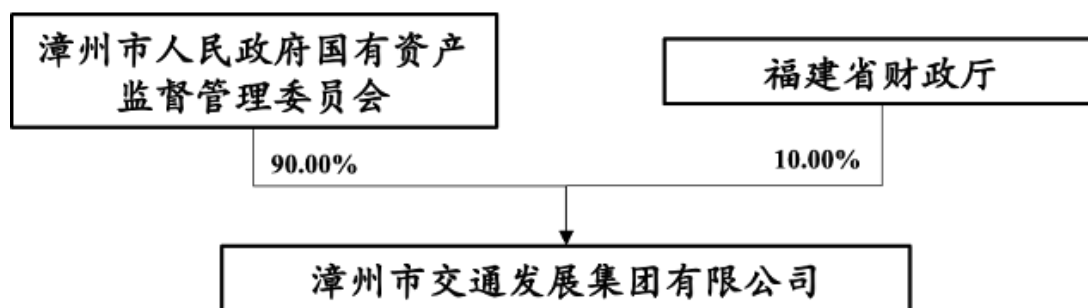 漳州市人民政府国有资产
监督管理委员会
福建省财政厅
90.00%
10.00%
漳州市交通发展集团有限公司